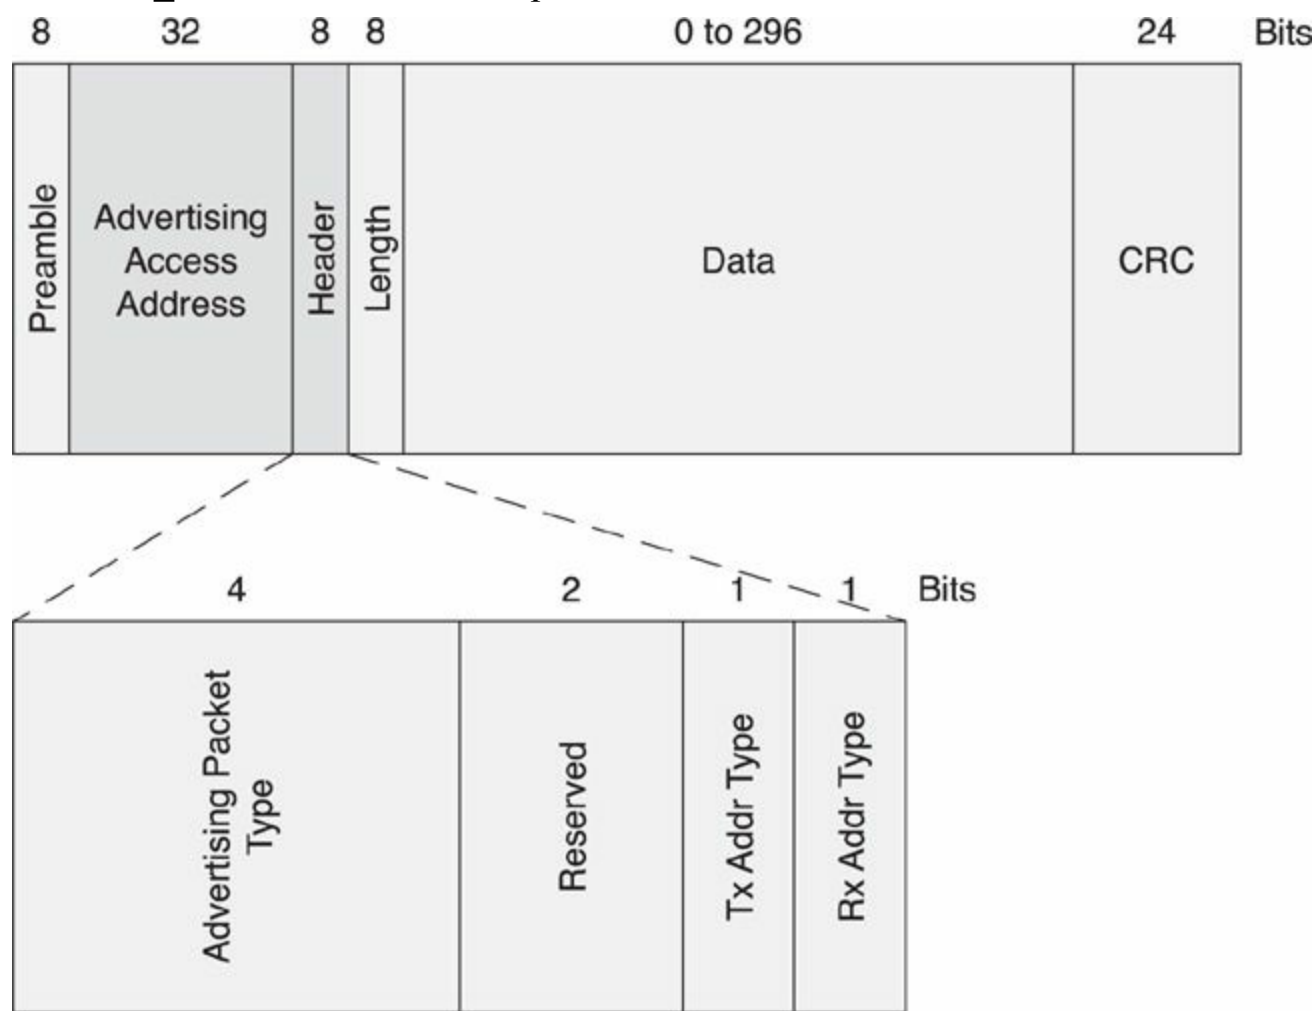 8 32 8 8 0 to 296 24 Bits
Preamble
Advertising
Access
Address
Header
Length
Data
CRC
4 2 1 1 Bits
Advertising Packet
Type
Reserved
Tx Addr Type
Rx Addr Type